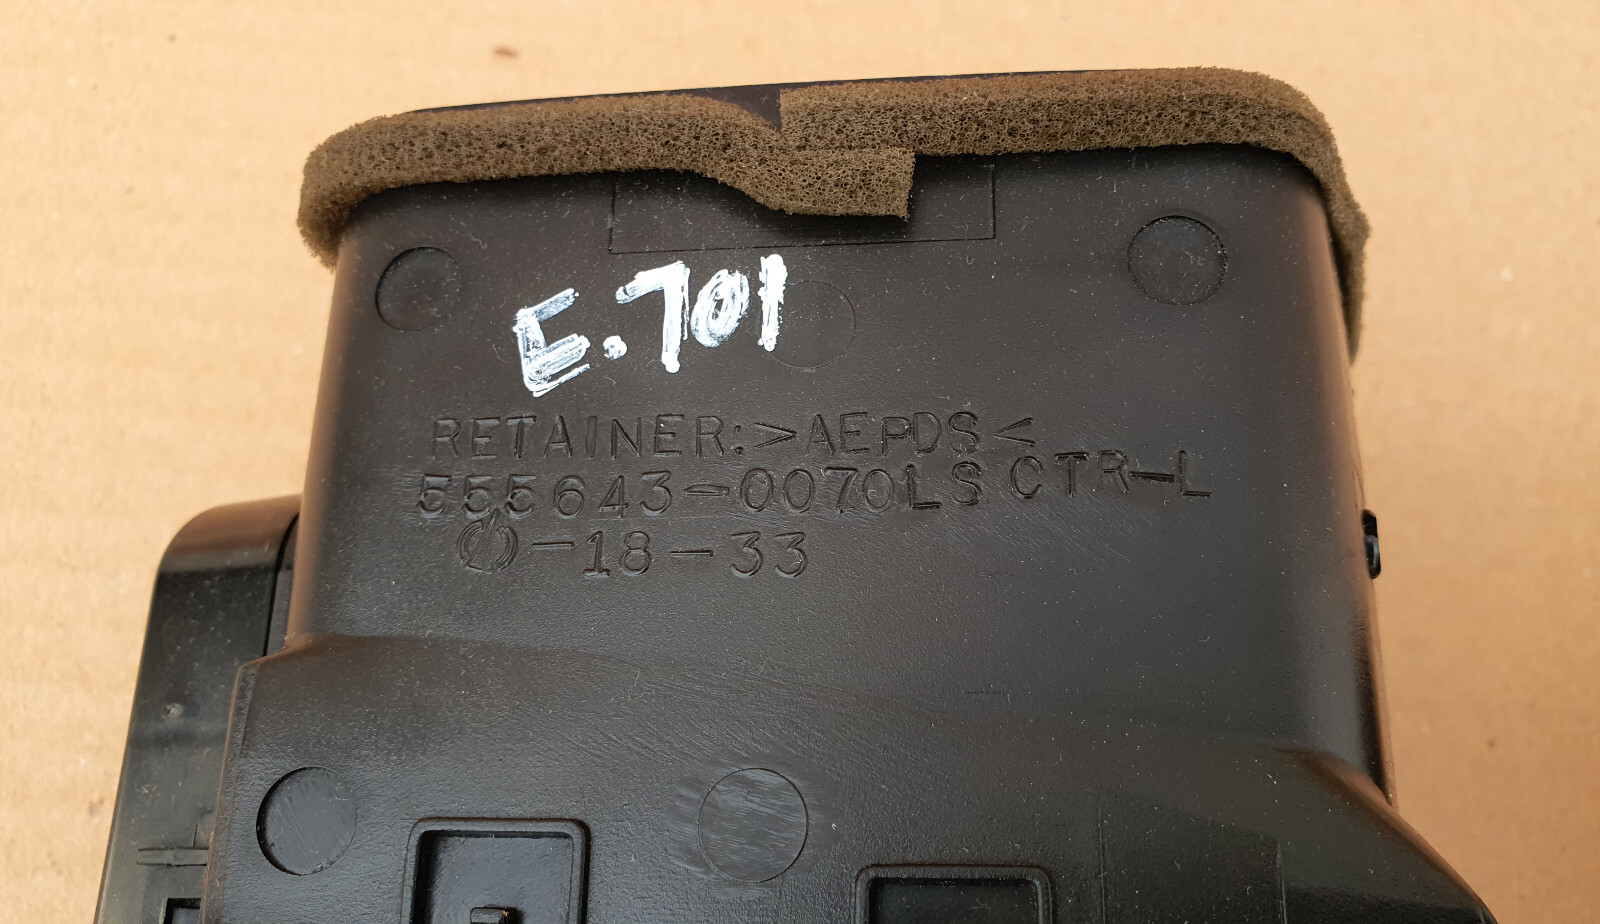 E.701
RETAINER:>AEPDS<
555643-0070LS CTR-L
-18-33